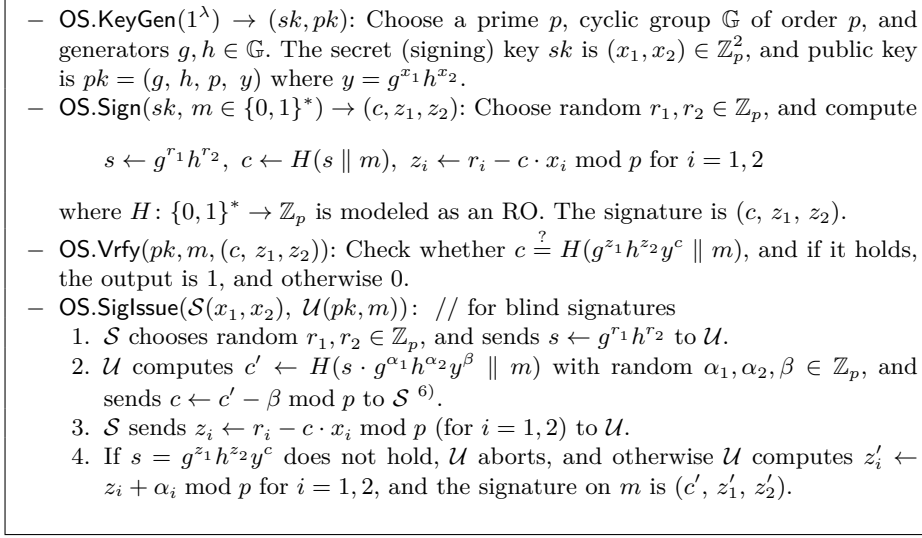 – OS.KeyGen(1^λ) → (sk, pk): Choose a prime p, cyclic group 𝔾 of order p, and
generators g, h ∈ 𝔾. The secret (signing) key sk is (x₁, x₂) ∈ ℤ_p^2, and public key
is pk = (g, h, p, y) where y = g^{x₁}h^{x₂}.
– OS.Sign(sk, m ∈ {0, 1}^*) → (c, z₁, z₂): Choose random r₁, r₂ ∈ ℤ_p, and compute
s ← g^{r₁}h^{r₂}, c ← H(s ∥ m), z_i ← r_i − c · x_i mod p for i = 1, 2
where H: {0, 1}^* → ℤ_p is modeled as an RO. The signature is (c, z₁, z₂).
– OS.Vrfy(pk, m, (c, z₁, z₂)): Check whether c ≟ H(g^{z₁}h^{z₂}y^c ∥ m), and if it holds,
the output is 1, and otherwise 0.
– OS.SigIssue(𝒮(x₁, x₂), 𝒰(pk, m)): // for blind signatures
1. 𝒮 chooses random r₁, r₂ ∈ ℤ_p, and sends s ← g^{r₁}h^{r₂} to 𝒰.
2. 𝒰 computes c′ ← H(s · g^{α₁}h^{α₂}y^β ∥ m) with random α₁, α₂, β ∈ ℤ_p, and
sends c ← c′ − β mod p to 𝒮 ^{6)}.
3. 𝒮 sends z_i ← r_i − c · x_i mod p (for i = 1, 2) to 𝒰.
4. If s = g^{z₁}h^{z₂}y^c does not hold, 𝒰 aborts, and otherwise 𝒰 computes z′_i ←
z_i + α_i mod p for i = 1, 2, and the signature on m is (c′, z′₁, z′₂).